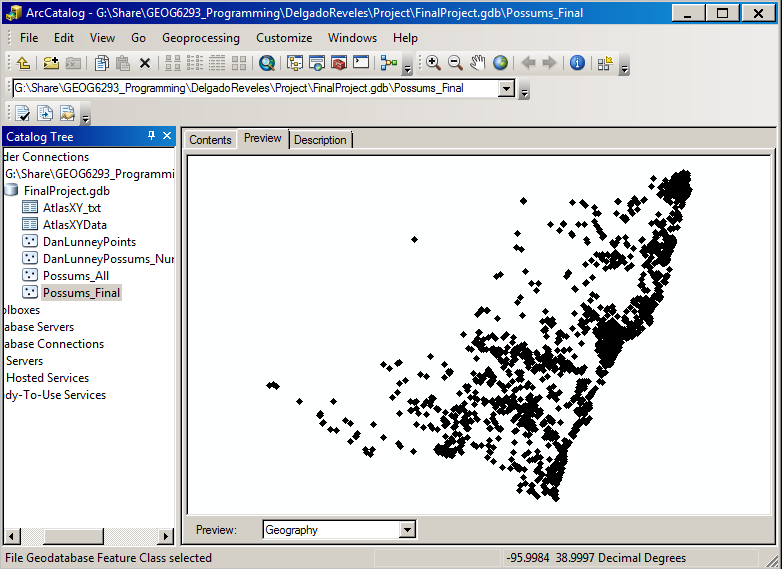 ArcCatalog - G:\Share\GEOG6293_Programming\DelgadoReveles\Project\FinalProject.gdb\Possums_Final
File Edit View Go Geoprocessing Customize Windows Help
G:\Share\GEOG6293_Programming\DelgadoReveles\Project\FinalProject.gdb\Possums_Final
Catalog Tree
Contents Preview Description
der Connections
G:\Share\GEOG6293_Programmi
FinalProject.gdb
AtlasXY_txt
AtlasXYData
DanLunneyPoints
DanLunneyPossums_Nur
Possums_All
Possums_Final
olboxes
abase Servers
abase Connections
Servers
Hosted Services
dy-To-Use Services
Preview: Geography
File Geodatabase Feature Class selected
-95.9984 38.9997 Decimal Degrees